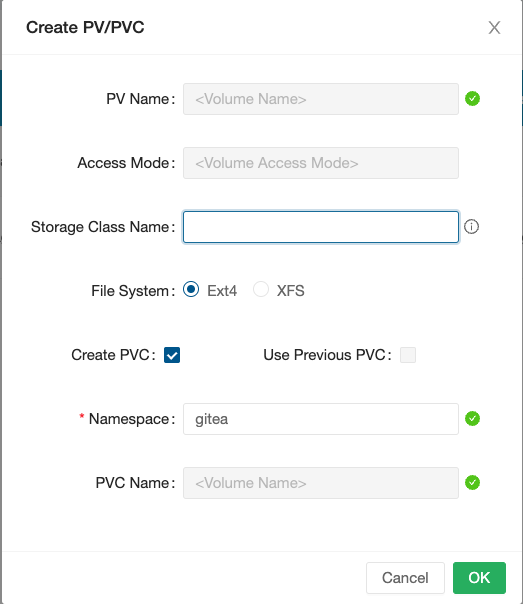 Create PV/PVC
PV Name: <Volume Name>
Access Mode: <Volume Access Mode>
Storage Class Name:
File System: Ext4 XFS
Create PVC: Use Previous PVC:
* Namespace: gitea
PVC Name: <Volume Name>
Cancel OK